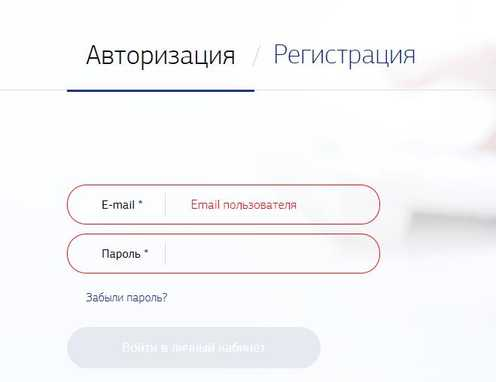 Авторизация / Регистрация
E-mail * Email пользователя
Пароль *
Забыли пароль?
Войти в личный кабинет